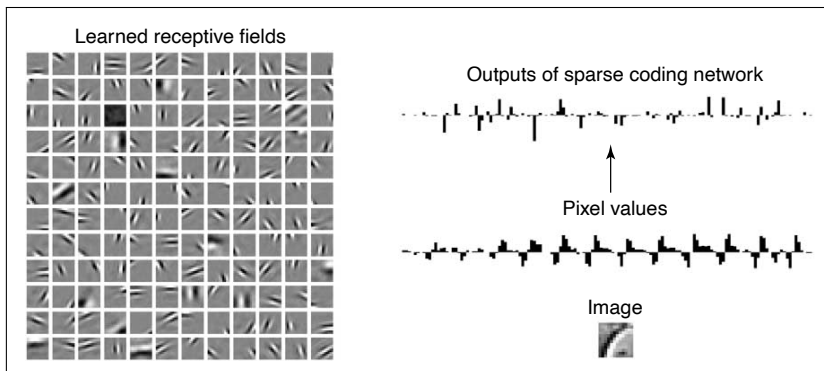 Learned receptive fields
Outputs of sparse coding network
Pixel values
Image